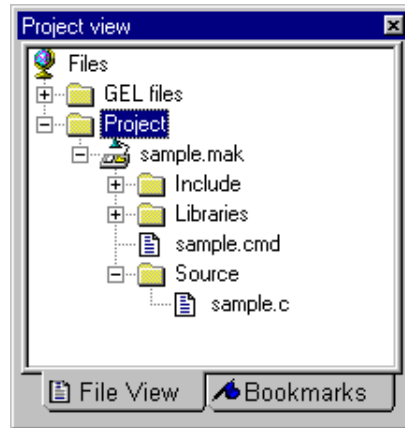 Project view
Files
GEL files
Project
sample.mak
Include
Libraries
sample.cmd
Source
sample.c
File View Bookmarks